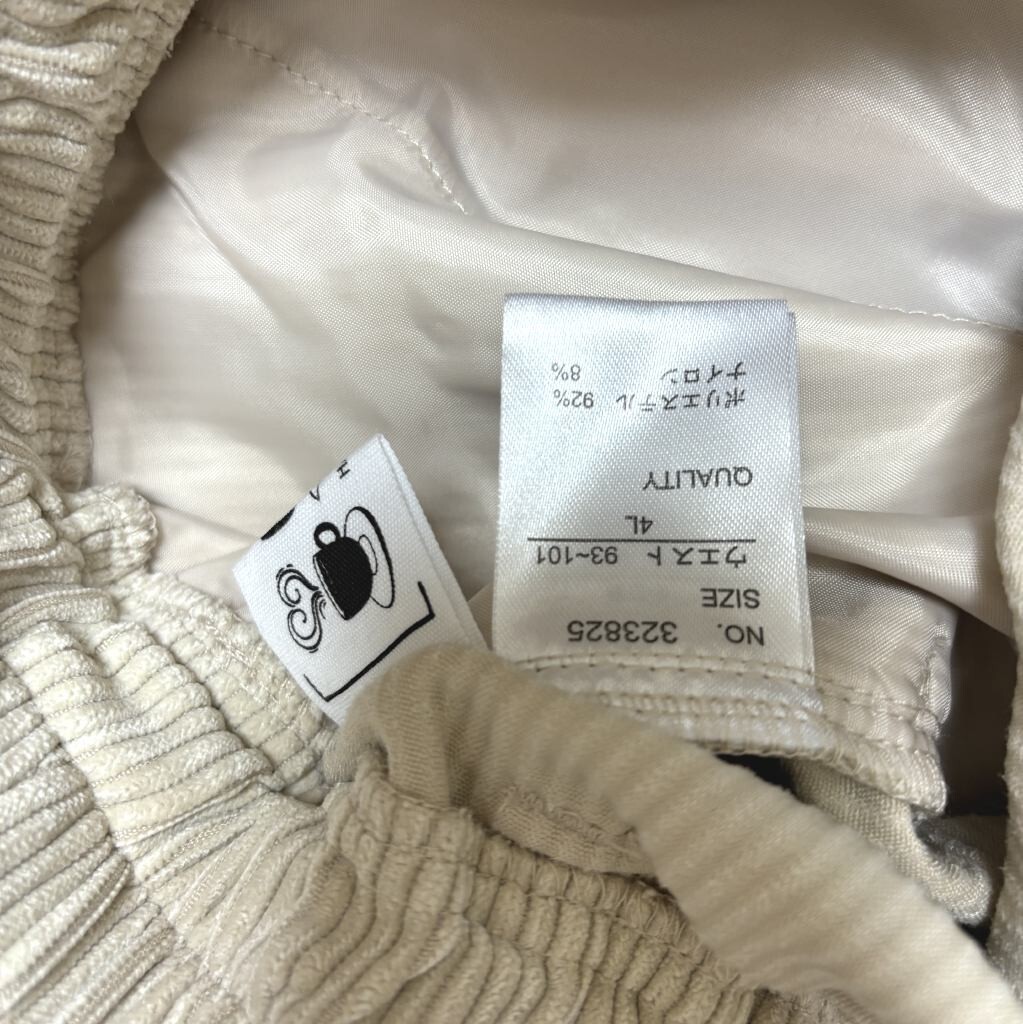 NO. 323825
SIZE
ウエスト 93~101
4L
QUALITY
ポリエステル 92%
ナイロン 8%